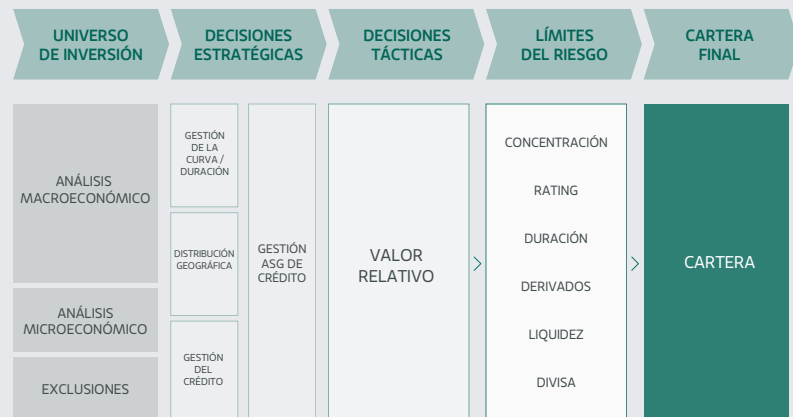 UNIVERSO
DE INVERSIÓN
DECISIONES
ESTRATÉGICAS
DECISIONES
TÁCTICAS
LÍMITES
DEL RIESGO
CARTERA
FINAL
ANÁLISIS
MACROECONÓMICO
ANÁLISIS
MICROECONÓMICO
EXCLUSIONES
GESTIÓN
DE LA
CURVA /
DURACIÓN
DISTRIBUCIÓN
GEOGRÁFICA
GESTIÓN
DEL
CRÉDITO
GESTIÓN
ASG DE
CRÉDITO
VALOR
RELATIVO
CONCENTRACIÓN
RATING
DURACIÓN
DERIVADOS
LIQUIDEZ
DIVISA
CARTERA